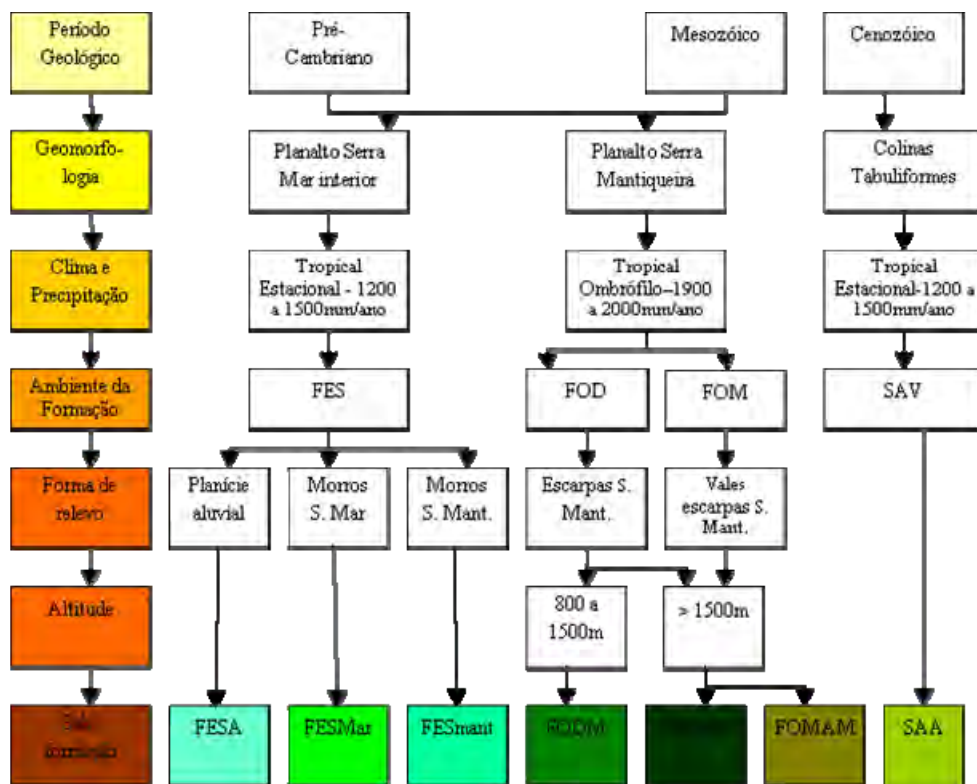 Período
Geológico
Pré-
Cambriano
Mesozóico
Cenozóico
Geomorfo-
logia
Planalto Serra
Mar interior
Planalto Serra
Mantiqueira
Colinas
Tabuliformes
Clima e
Precipitação
Tropical
Estacional - 1200
a 1500mm/ano
Tropical
Ombrófilo–1900
a 2000mm/ano
Tropical
Estacional-1200 a
1500mm/ano
Ambiente da
Formação
FES
FOD
FOM
SAV
Forma de
relevo
Planície
aluvial
Morros
S. Mar
Morros
S. Mant.
Escarpas S.
Mant.
Vales
escarpas S.
Mant.
Altitude
800 a
1500m
> 1500m
formação
FESA
FESMar
FESmant
FODM
FOMAM
SAA